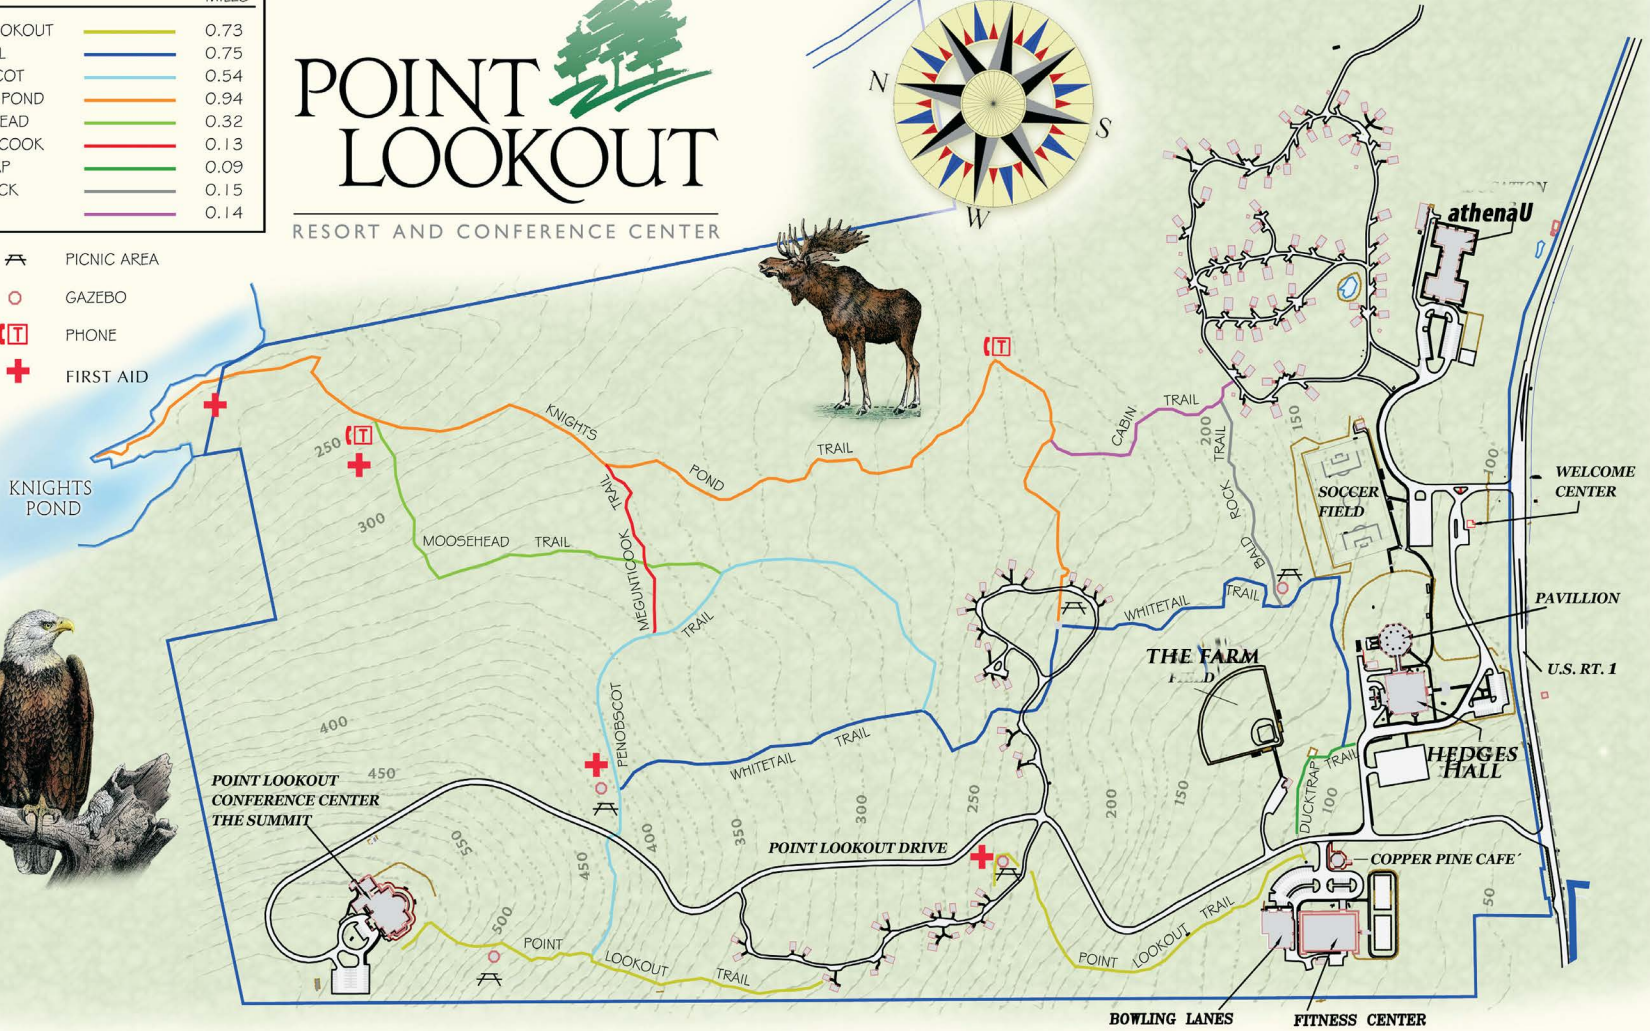 OKOUT 0.73
L 0.75
COT 0.54
POND 0.94
EAD 0.32
COOK 0.13
AP 0.09
CK 0.15
0.14
PICNIC AREA
GAZEBO
T PHONE
FIRST AID
POINT
LOOKOUT
RESORT AND CONFERENCE CENTER
N
S
W
athenaU
KNIGHTS
POND
250
300
400
450
550
500
450
400
350
300
250
200
150
100
50
200
150
100
T
T
KNIGHTS
POND
TRAIL
CABIN
TRAIL
BALD
ROCK
TRAIL
MOOSEHEAD
TRAIL
MEGUNTICOOK
TRAIL
PENOBSCOT
TRAIL
WHITETAIL
TRAIL
WHITETAIL
TRAIL
DUCKTRAP
TRAIL
POINT
LOOKOUT
TRAIL
POINT
LOOKOUT
TRAIL
SOCCER
FIELD
WELCOME
CENTER
PAVILLION
U.S. RT. 1
THE FARM
FIELD
HEDGES
HALL
POINT LOOKOUT
CONFERENCE CENTER
THE SUMMIT
POINT LOOKOUT DRIVE
COPPER PINE CAFE´
BOWLING LANES
FITNESS CENTER